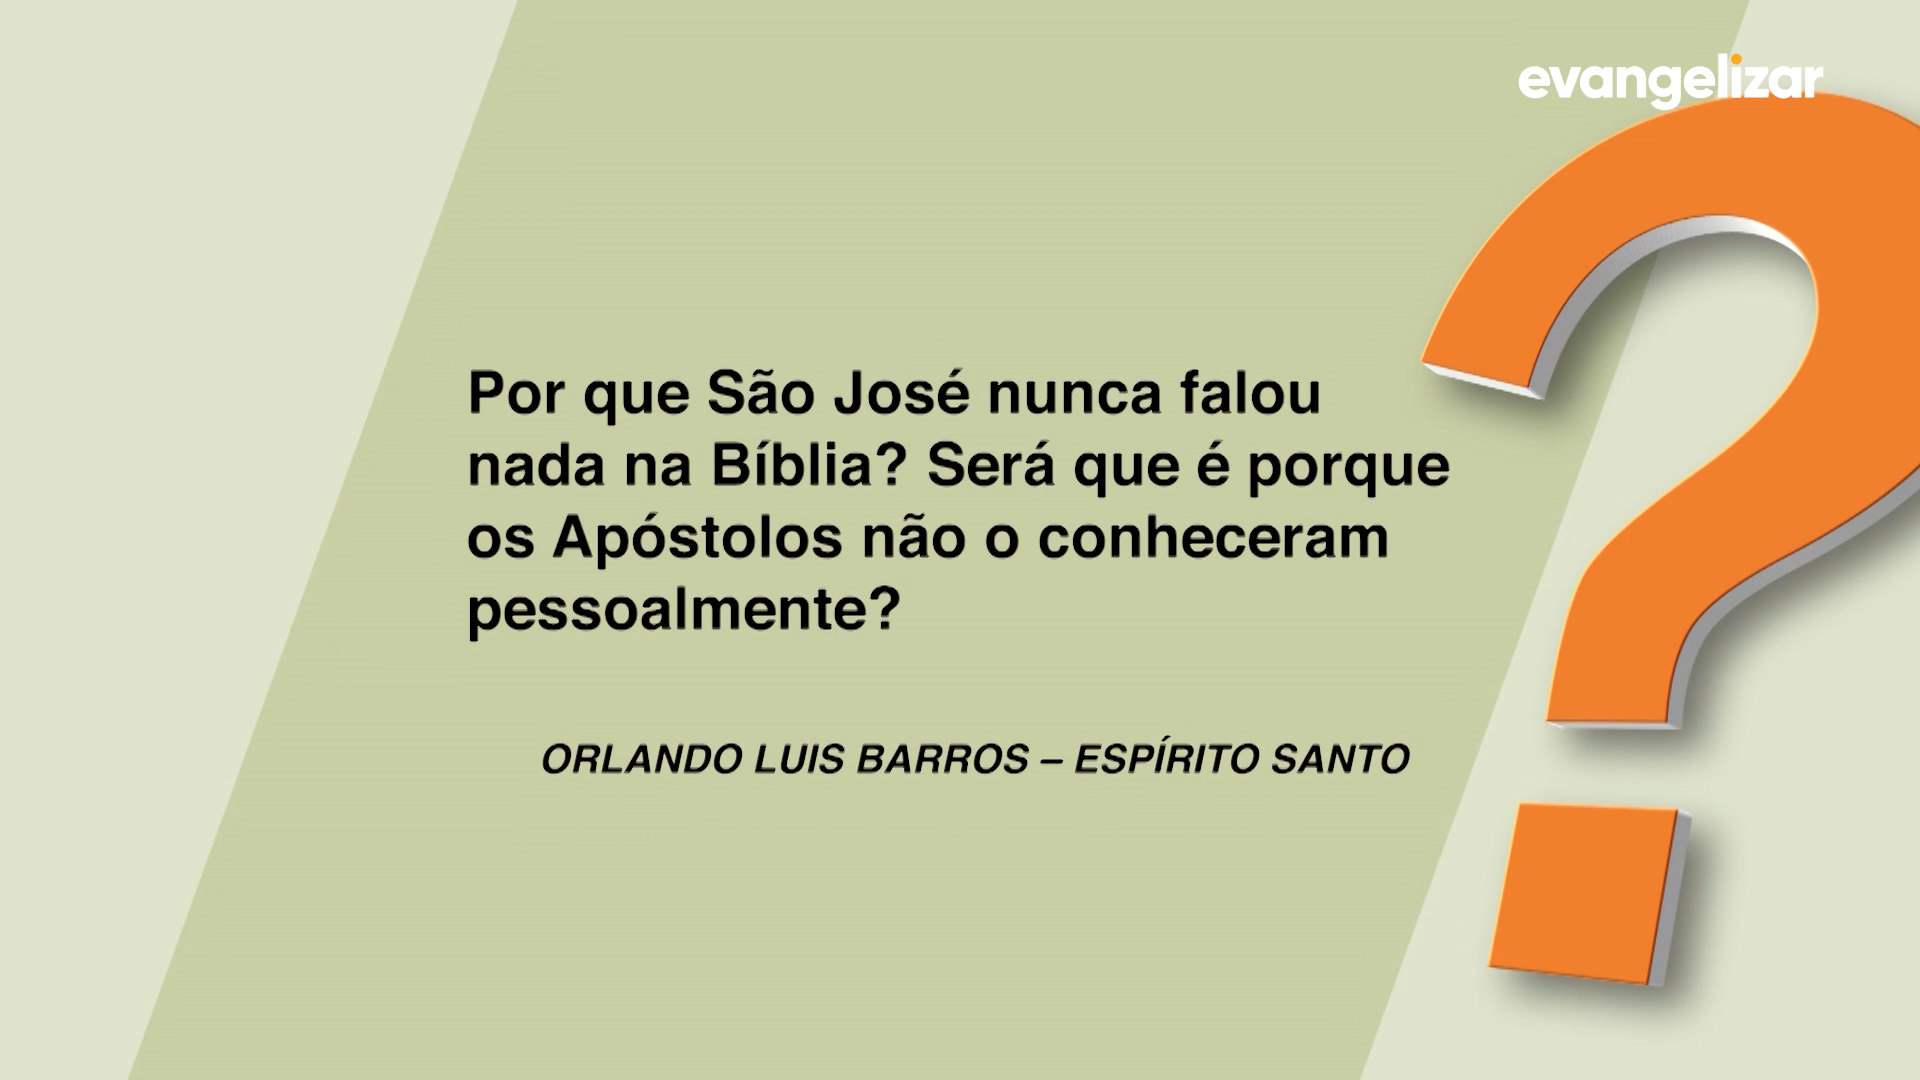 evangelizar
Por que São José nunca falou
nada na Bíblia? Será que é porque
os Apóstolos não o conheceram
pessoalmente?
ORLANDO LUIS BARROS – ESPÍRITO SANTO
?